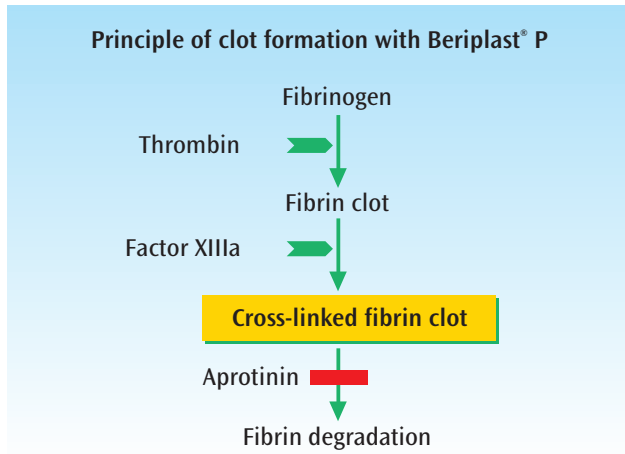 Principle of clot formation with Beriplast® P
Fibrinogen
Thrombin
Fibrin clot
Factor XIIIa
Cross-linked fibrin clot
Aprotinin
Fibrin degradation